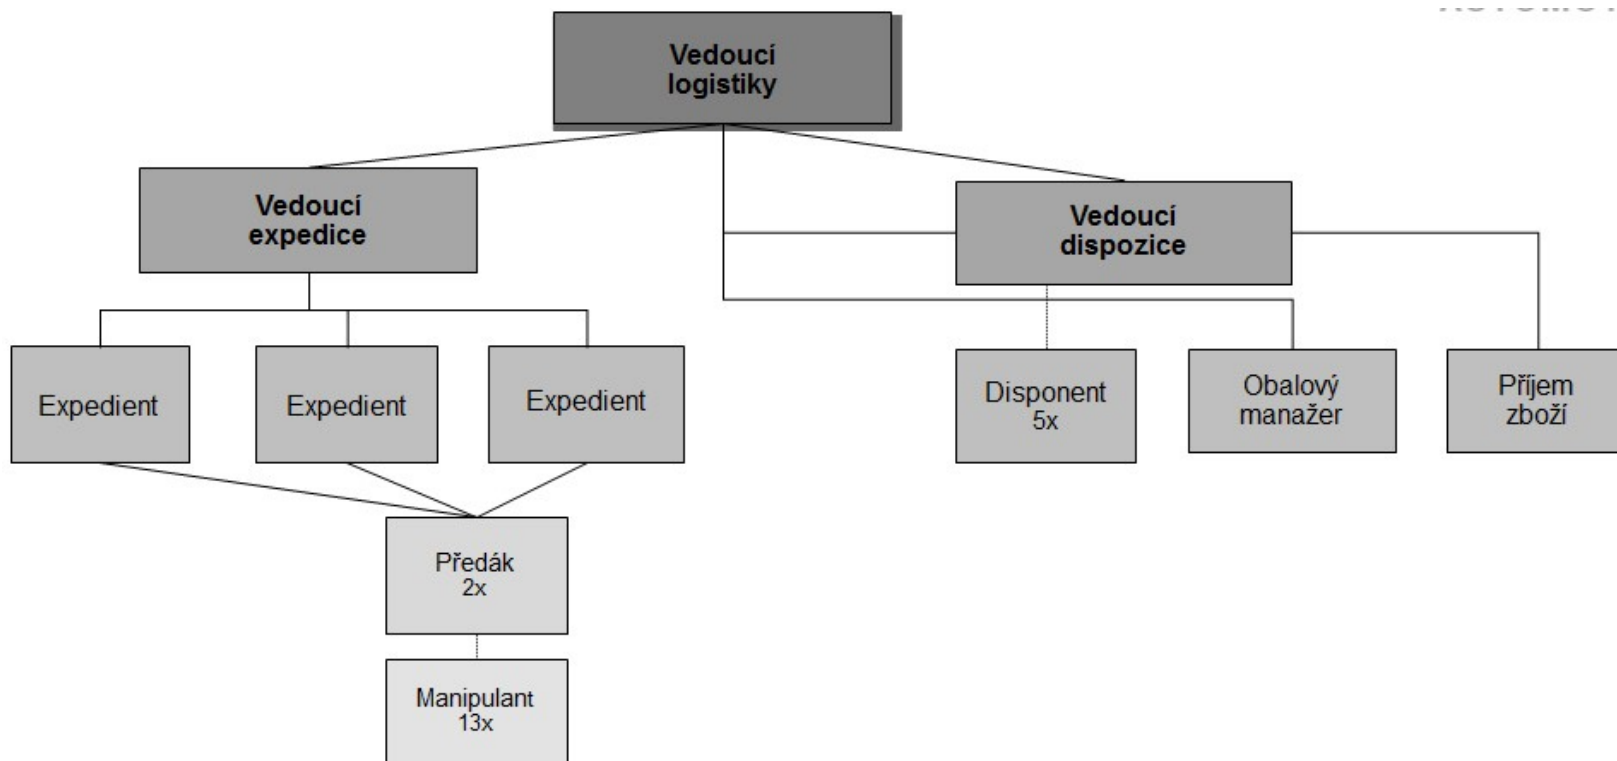 Vedoucí
logistiky
Vedoucí
expedice
Vedoucí
dispozice
Expedient
Expedient
Expedient
Disponent
5x
Obalový
manažer
Příjem
zboží
Předák
2x
Manipulant
13x